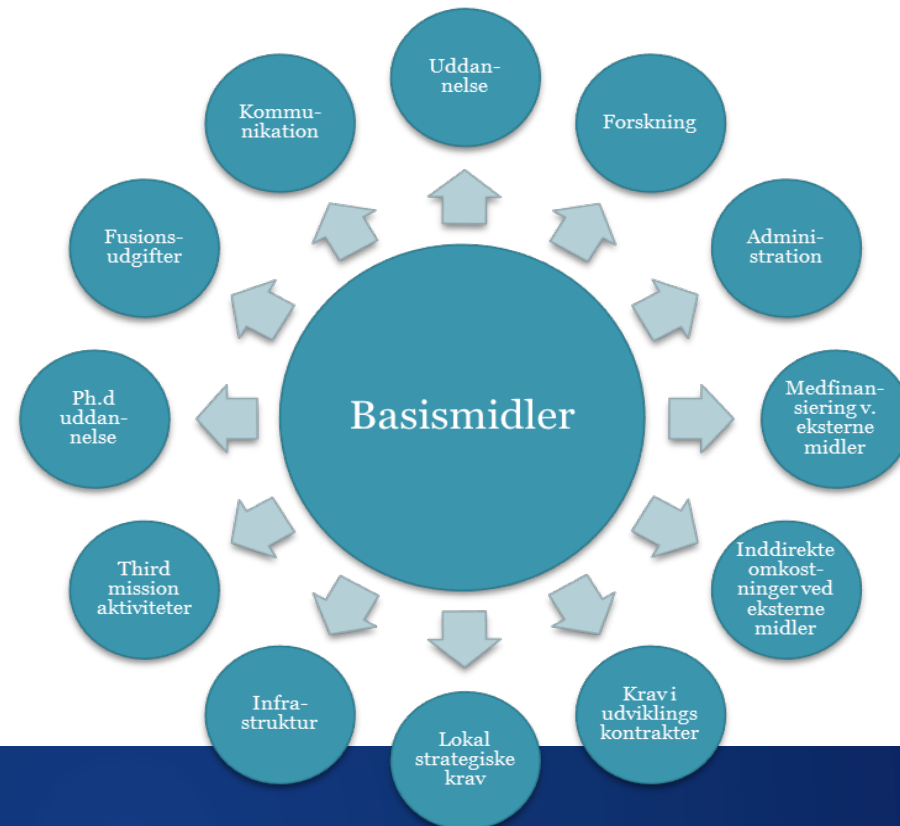 Uddan-
nelse
Forskning
Admini-
stration
Medfinan-
siering v.
eksterne
midler
Inddirekte
omkost-
ninger ved
eksterne
midler
Krav i
udviklings
kontrakter
Lokal
strategiske
krav
Infra-
struktur
Third
mission
aktiviteter
Ph.d
uddan-
nelse
Fusions-
udgifter
Kommu-
nikation
Basismidler